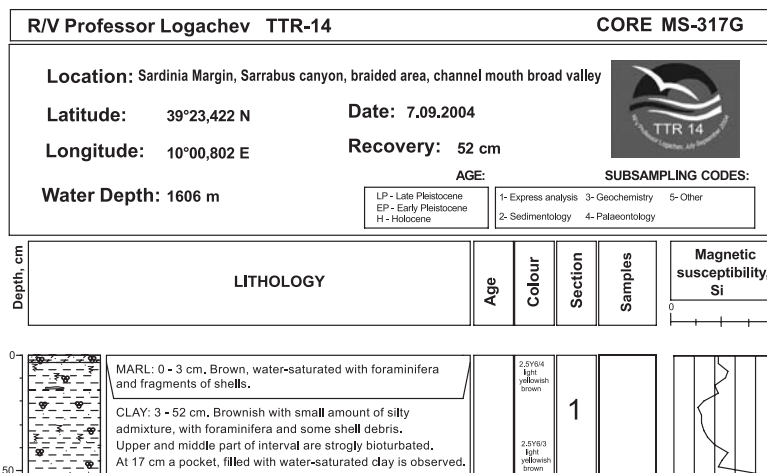 R/V Professor Logachev TTR-14
CORE MS-317G
Location: Sardinia Margin, Sarrabus canyon, braided area, channel mouth broad valley
Latitude: 39°23,422 N
Date: 7.09.2004
Longitude: 10°00,802 E
Recovery: 52 cm
Water Depth: 1606 m
TTR 14
R/V Professor Logachev, July September 2004
AGE:
LP - Late Pleistocene
EP - Early Pleistocene
H - Holocene
SUBSAMPLING CODES:
1- Express analysis 3- Geochemistry 5- Other
2- Sedimentology 4- Palaeontology
Depth, cm
LITHOLOGY
Age
Colour
Section
Samples
Magnetic
susceptibility,
Si
0
0
MARL: 0 - 3 cm. Brown, water-saturated with foraminifera
and fragments of shells.
CLAY: 3 - 52 cm. Brownish with small amount of silty
admixture, with foraminifera and some shell debris.
Upper and middle part of interval are strogly bioturbated.
At 17 cm a pocket, filled with water-saturated clay is observed.
50
2.5Y6/4
light
yellowish
brown
2.5Y6/3
light
yellowish
brown
1